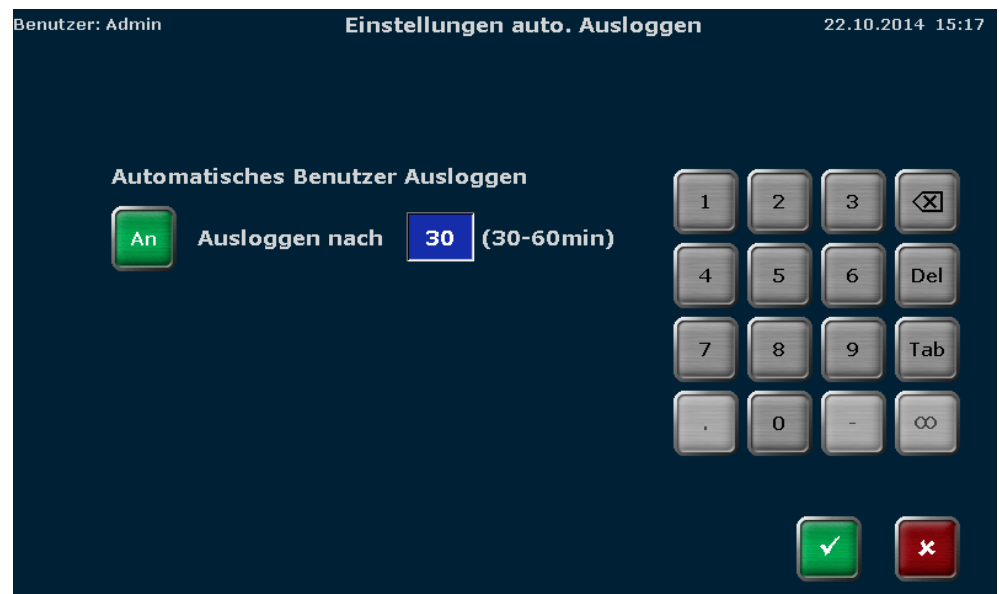 Benutzer: Admin Einstellungen auto. Ausloggen 22.10.2014 15:17
Automatisches Benutzer Ausloggen
An Ausloggen nach 30 (30-60min)
1 2 3
4 5 6 Del
7 8 9 Tab
. 0 - ∞